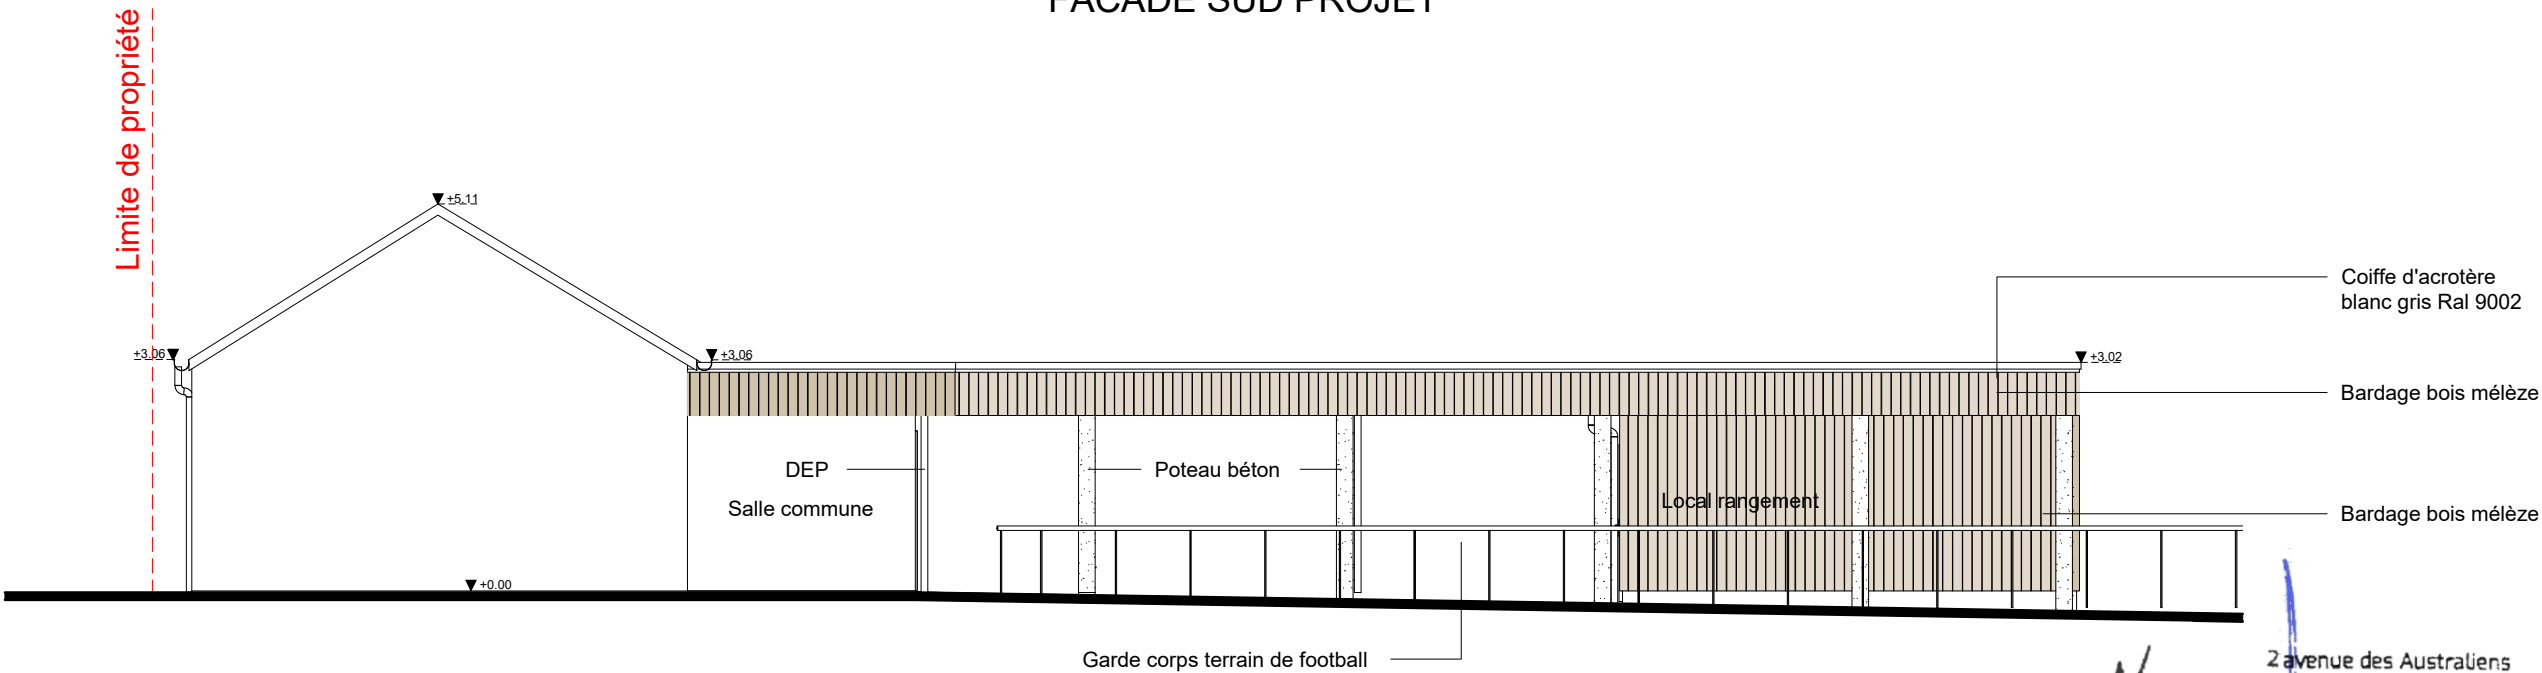 FACADE SUD PROJET
Limite de propriété
+5.11
+3.06
+3.06
+3.02
Coiffe d'acrotère
blanc gris Ral 9002
Bardage bois mélèze
DEP
Poteau béton
Salle commune
Local rangement
Bardage bois mélèze
+0.00
Garde corps terrain de football
2 avenue des Australiens